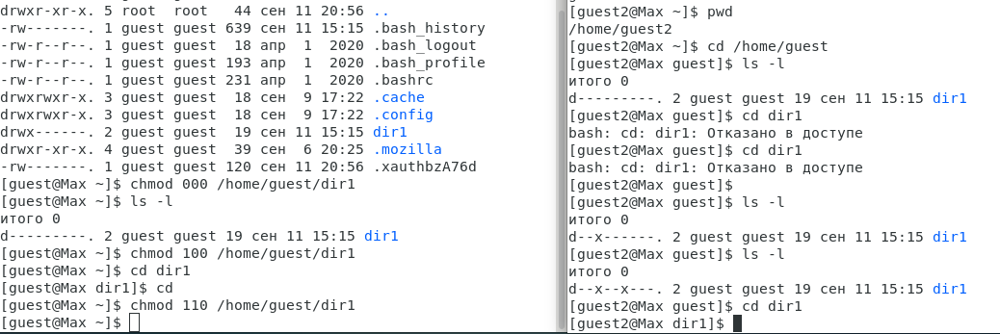 drwxr-xr-x. 5 root  root   44 сен 11 20:56 ..
-rw-------. 1 guest guest 639 сен 11 15:15 .bash_history
-rw-r--r--. 1 guest guest  18 апр  1  2020 .bash_logout
-rw-r--r--. 1 guest guest 193 апр  1  2020 .bash_profile
-rw-r--r--. 1 guest guest 231 апр  1  2020 .bashrc
drwxrwxr-x. 3 guest guest  18 сен  9 17:22 .cache
drwxrwxr-x. 3 guest guest  18 сен  9 17:22 .config
drwx------. 2 guest guest  19 сен 11 15:15 dir1
drwxr-xr-x. 4 guest guest  39 сен  6 20:25 .mozilla
-rw-------. 1 guest guest 120 сен 11 20:56 .xauthbzA76d
[guest@Max ~]$ chmod 000 /home/guest/dir1
[guest@Max ~]$ ls -l
итого 0
d---------. 2 guest guest 19 сен 11 15:15 dir1
[guest@Max ~]$ chmod 100 /home/guest/dir1
[guest@Max ~]$ cd dir1
[guest@Max dir1]$ cd
[guest@Max ~]$ chmod 110 /home/guest/dir1
[guest@Max ~]$
[guest2@Max ~]$ pwd
/home/guest2
[guest2@Max ~]$ cd /home/guest
[guest2@Max guest]$ ls -l
итого 0
d---------. 2 guest guest 19 сен 11 15:15 dir1
[guest2@Max guest]$ cd dir1
bash: cd: dir1: Отказано в доступе
[guest2@Max guest]$ cd dir1
bash: cd: dir1: Отказано в доступе
[guest2@Max guest]$
[guest2@Max guest]$ ls -l
итого 0
d--x------. 2 guest guest 19 сен 11 15:15 dir1
[guest2@Max guest]$ ls -l
итого 0
d--x--x---. 2 guest guest 19 сен 11 15:15 dir1
[guest2@Max guest]$ cd dir1
[guest2@Max dir1]$